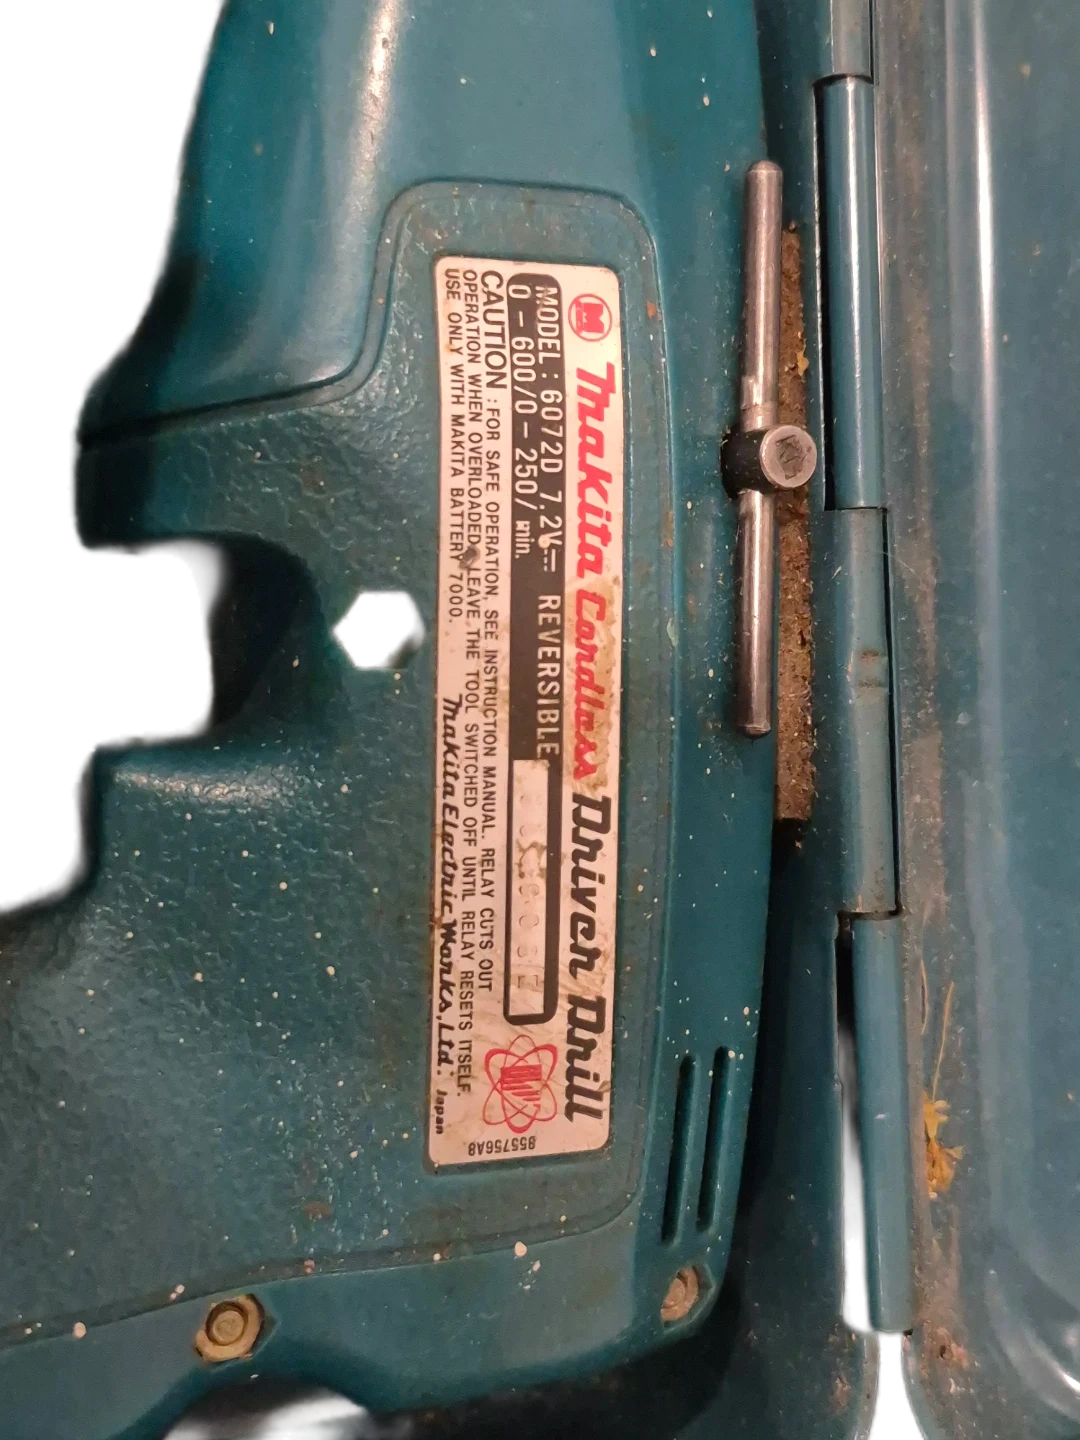 Makita Cordless Driver Drill
MODEL : 6072D 7.2V⎓ REVERSIBLE
0 – 600/0 – 250/min.
CAUTION : FOR SAFE OPERATION, SEE INSTRUCTION MANUAL. RELAY CUTS OUT
OPERATION WHEN OVERLOADED. LEAVE THE TOOL SWITCHED OFF UNTIL RELAY RESETS ITSELF.
USE ONLY WITH MAKITA BATTERY 7000.
Makita Electric Works, Ltd. Japan
855756A8